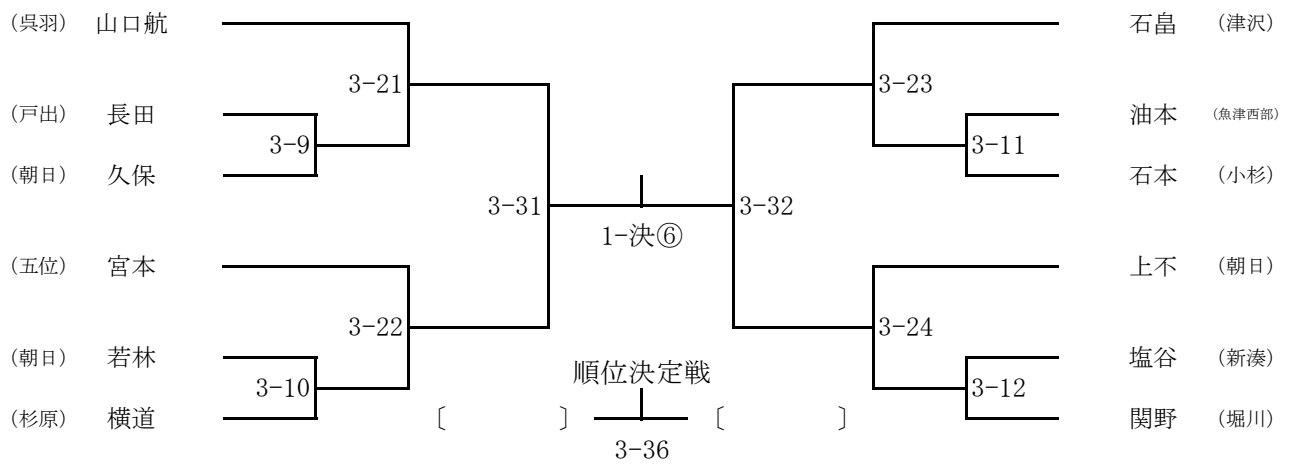 （呉羽） 山口航 石畠 （津沢）
3-21 3-23
（戸出） 長田 油本 （魚津西部）
3-9 3-11
（朝日） 久保 石本 （小杉）
3-31 3-32
1-決⑥
（五位） 宮本 上不 （朝日）
3-22 3-24
（朝日） 若林 塩谷 （新湊）
順位決定戦
3-10 3-12
（杉原） 横道 〔 〕 〔 〕 関野 （堀川）
3-36